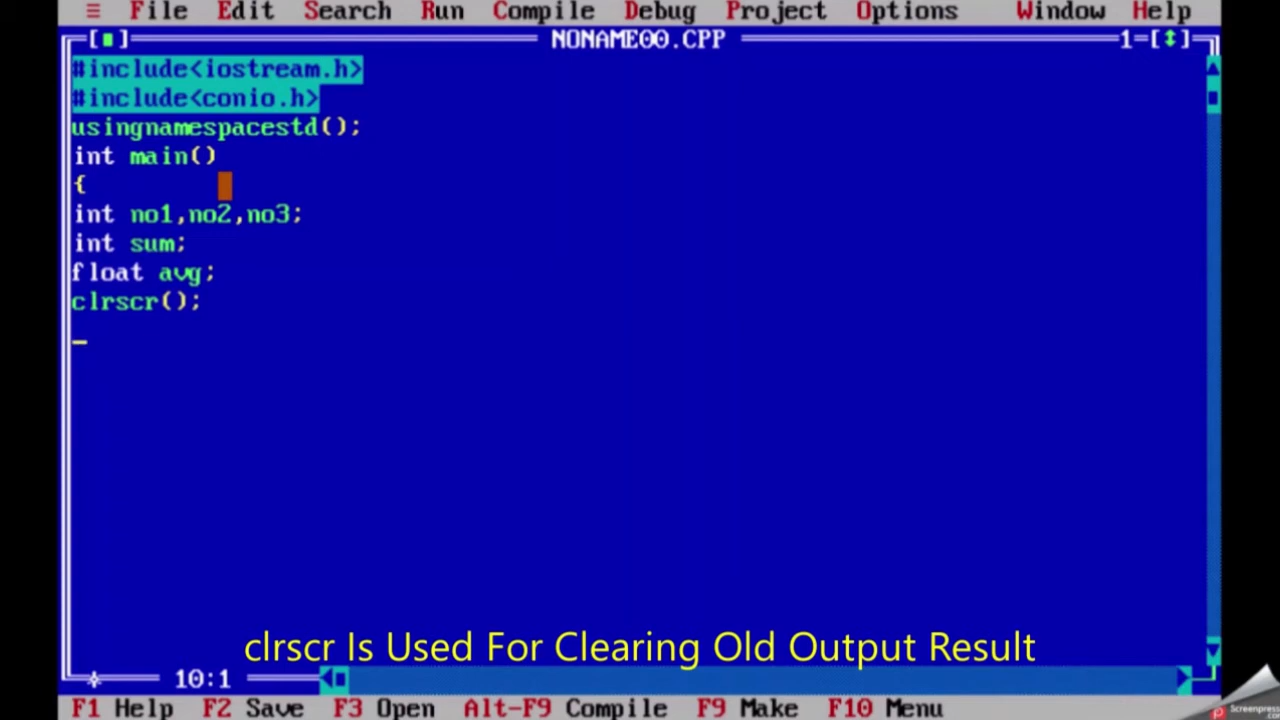 ≡ File Edit Search Run Compile Debug Project Options Window Help
[■] NONAME00.CPP 1=[↕]
#include<iostream.h>
#include<conio.h>
usingnamespacestd();
int main()
{
int no1,no2,no3;
int sum;
float avg;
clrscr();
clrscr Is Used For Clearing Old Output Result
10:1
F1 Help F2 Save F3 Open Alt-F9 Compile F9 Make F10 Menu
Screenpress